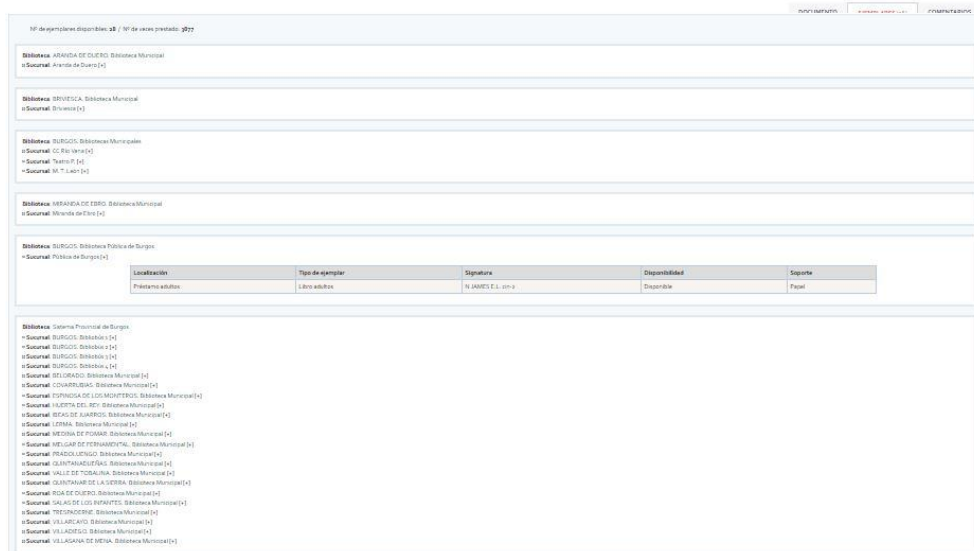 DOCUMENTO EJEMPLARES COMENTARIOS
Nº de ejemplares disponibles: 28 / Nº de veces prestado: 3877
Biblioteca: ARANDA DE DUERO. Biblioteca Municipal
Sucursal: Aranda de Duero [+]
Biblioteca: BRIVIESCA. Biblioteca Municipal
Sucursal: Briviesca [+]
Biblioteca: BURGOS. Bibliotecas Municipales
Sucursal: CC Río Vena [+]
Sucursal: Teatro P. [+]
Sucursal: M. T. León [+]
Biblioteca: MIRANDA DE EBRO. Biblioteca Municipal
Sucursal: Miranda de Ebro [+]
Biblioteca: BURGOS. Biblioteca Pública de Burgos
Sucursal: Pública de Burgos [+]
Localización Tipo de ejemplar Signatura Disponibilidad Soporte
Préstamo adultos Libro adultos N JAMES E.L. Disponible Papel
Biblioteca: Sistema Provincial de Burgos
Sucursal: BURGOS. Bibliobús 1 [+]
Sucursal: BURGOS. Bibliobús 2 [+]
Sucursal: BURGOS. Bibliobús 3 [+]
Sucursal: BURGOS. Bibliobús 4 [+]
Sucursal: BELORADO. Biblioteca Municipal [+]
Sucursal: COVARRUBIAS. Biblioteca Municipal [+]
Sucursal: ESPINOSA DE LOS MONTEROS. Biblioteca Municipal [+]
Sucursal: HUERTA DEL REY. Biblioteca Municipal [+]
Sucursal: IBEAS DE JUARROS. Biblioteca Municipal [+]
Sucursal: LERMA. Biblioteca Municipal [+]
Sucursal: MEDINA DE POMAR. Biblioteca Municipal [+]
Sucursal: MELGAR DE FERNAMENTAL. Biblioteca Municipal [+]
Sucursal: PRADOLUENGO. Biblioteca Municipal [+]
Sucursal: QUINTANADUEÑAS. Biblioteca Municipal [+]
Sucursal: VALLE DE TOBALINA. Biblioteca Municipal [+]
Sucursal: QUINTANAR DE LA SIERRA. Biblioteca Municipal [+]
Sucursal: ROA DE DUERO. Biblioteca Municipal [+]
Sucursal: SALAS DE LOS INFANTES. Biblioteca Municipal [+]
Sucursal: TRESPADERNE. Biblioteca Municipal [+]
Sucursal: VILLARCAYO. Biblioteca Municipal [+]
Sucursal: VILLADIEGO. Biblioteca Municipal [+]
Sucursal: VILLASANA DE MENA. Biblioteca Municipal [+]